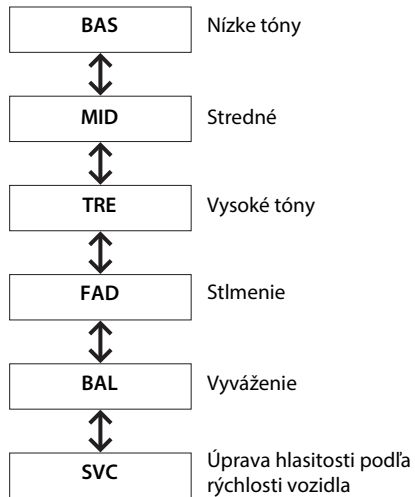 BAS Nízke tóny
MID Stredné
TRE Vysoké tóny
FAD Stlmenie
BAL Vyváženie
SVC Úprava hlasitosti podľa
rýchlosti vozidla